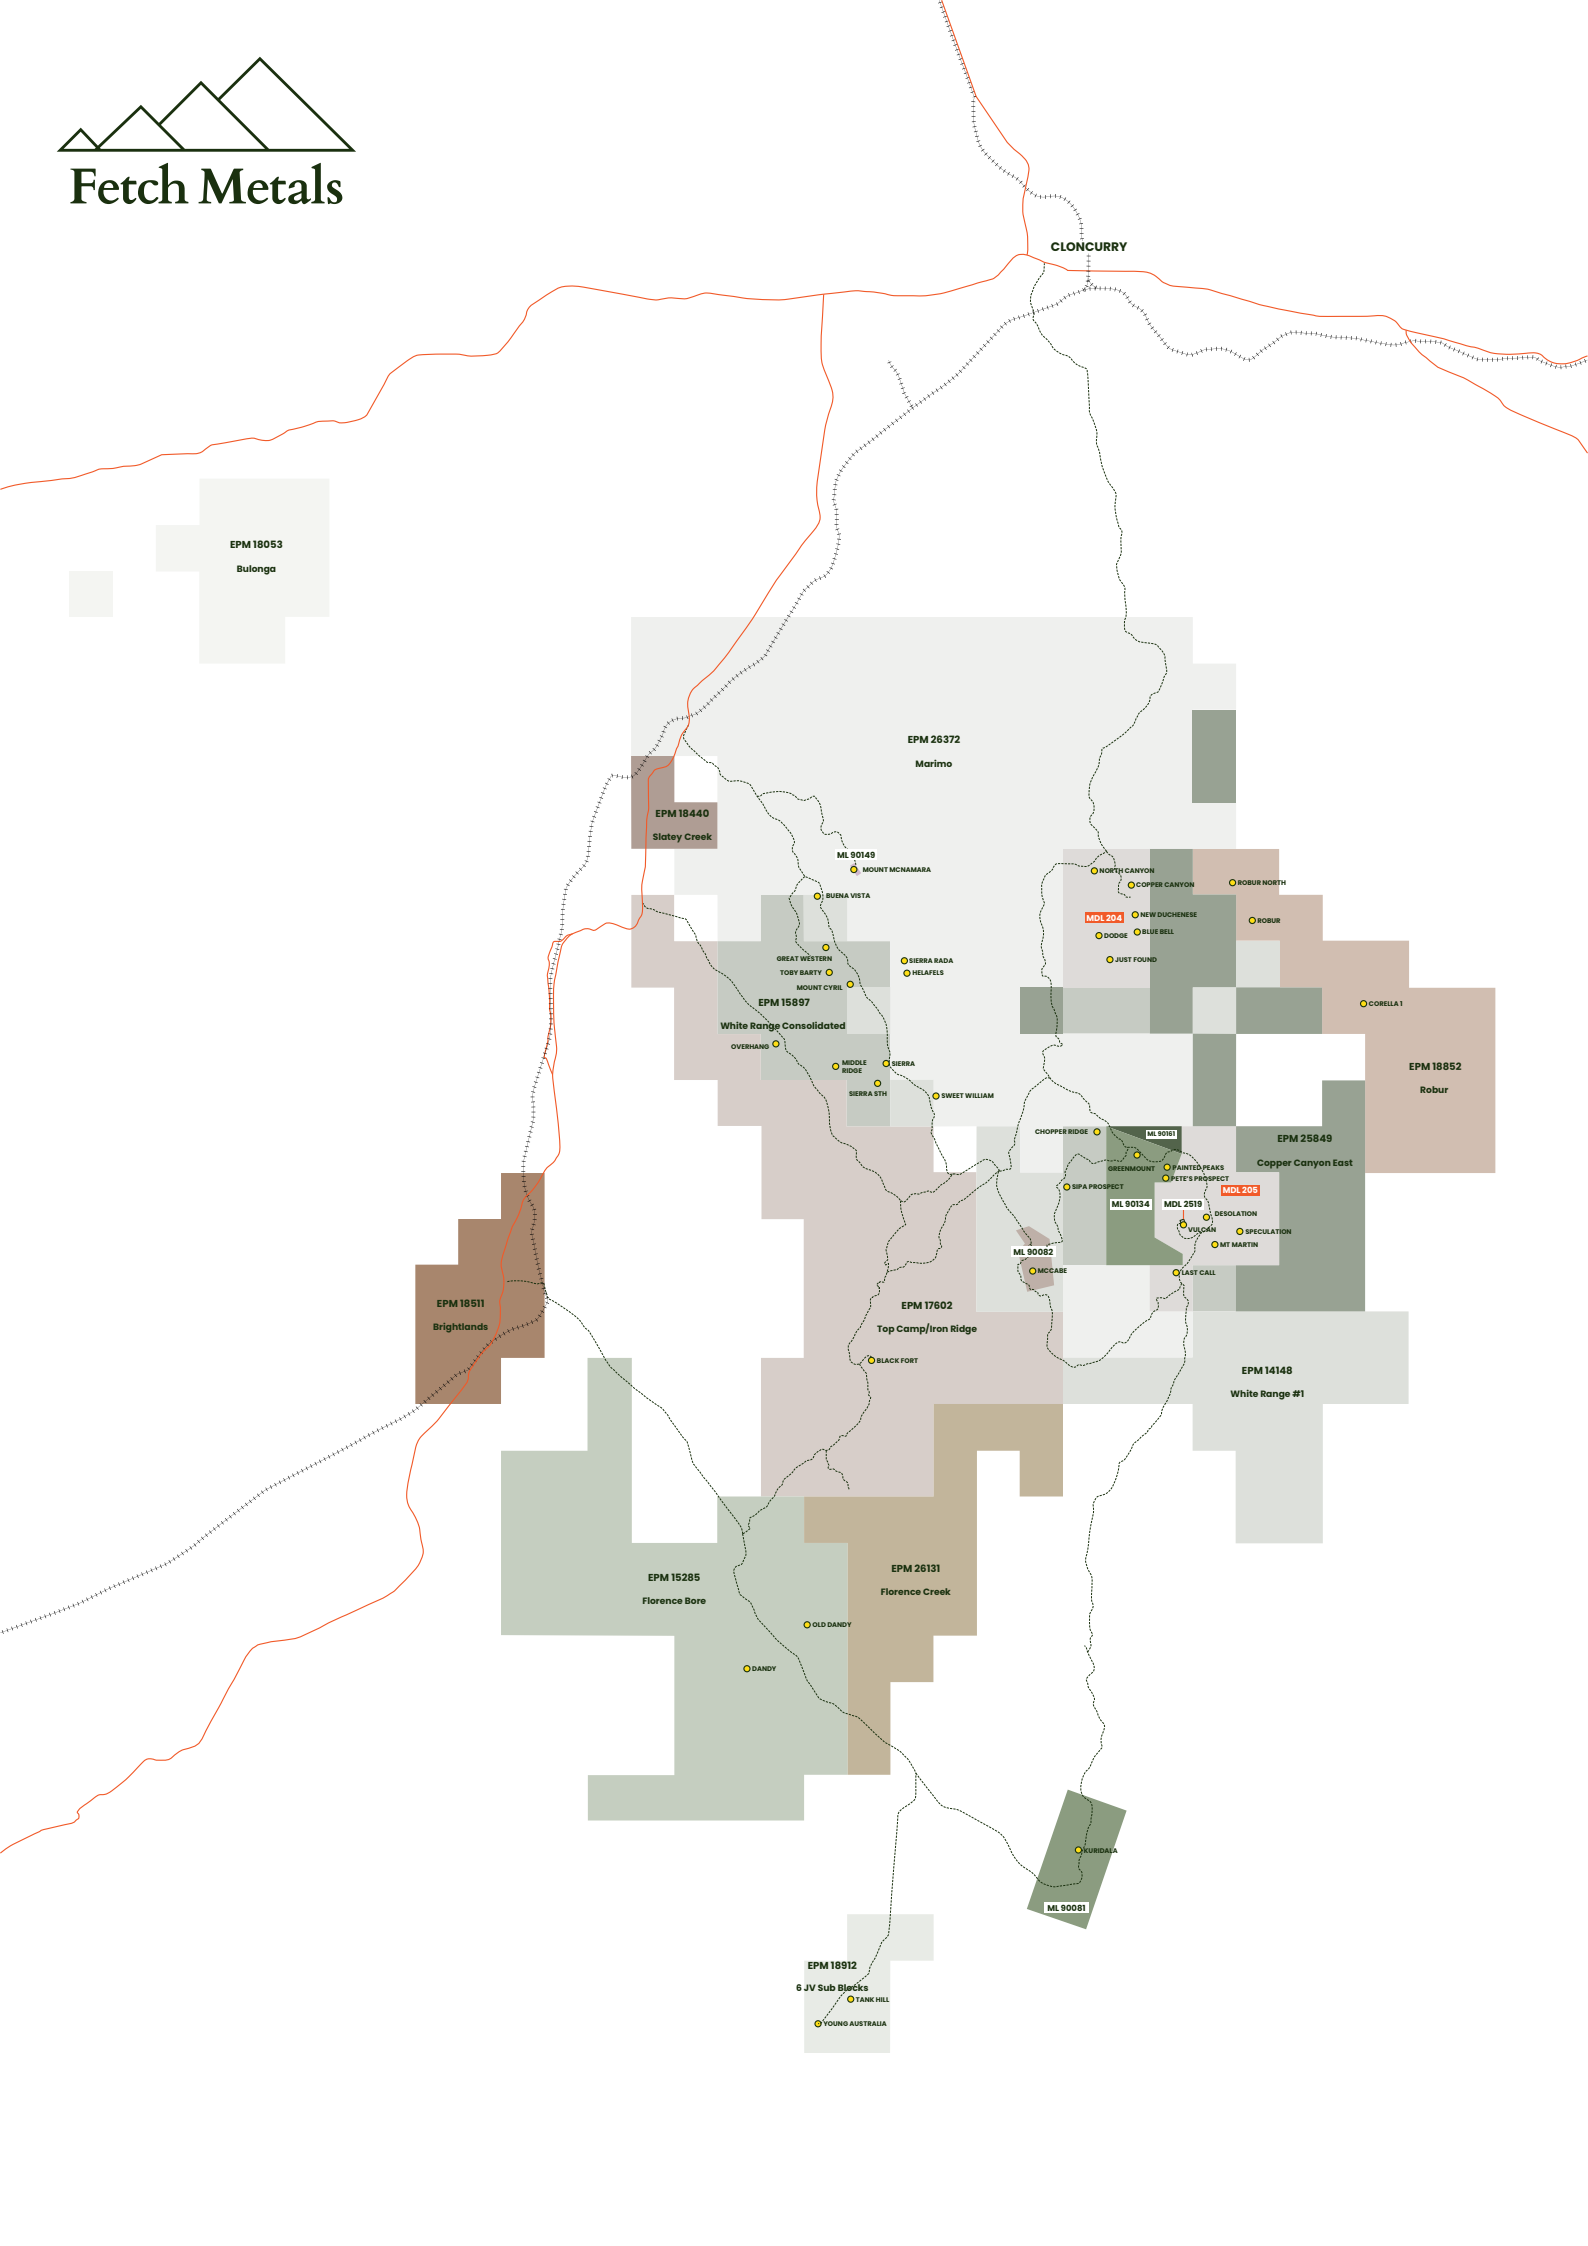 Fetch Metals
CLONCURRY
EPM 18053
Bulonga
EPM 26372
Marimo
EPM 18440
Slatey Creek
ML 90149
MOUNT MCNAMARA
BUENA VISTA
NORTH CANYON
COPPER CANYON
ROBUR NORTH
MDL 204
NEW DUCHENESE
ROBUR
DODGE
BLUE BELL
JUST FOUND
GREAT WESTERN
SIERRA RADA
TOBY BARTY
HELAFELS
MOUNT CYRIL
EPM 15897
White Range Consolidated
CORELLA 1
OVERHANG
MIDDLE
RIDGE
SIERRA
SIERRA STH
SWEET WILLIAM
EPM 18852
Robur
CHOPPER RIDGE
ML 90161
EPM 25849
Copper Canyon East
GREENMOUNT
PAINTED PEAKS
PETE'S PROSPECT
SIPA PROSPECT
MDL 205
ML 90134
MDL 2519
DESOLATION
VULCAN
SPECULATION
MT MARTIN
ML 90082
MCCABE
LAST CALL
EPM 18511
Brightlands
EPM 17602
Top Camp/Iron Ridge
BLACK FORT
EPM 14148
White Range #1
EPM 15285
Florence Bore
EPM 26131
Florence Creek
OLD DANDY
DANDY
KURIDALA
ML 90081
EPM 18912
6 JV Sub Blocks
TANK HILL
YOUNG AUSTRALIA